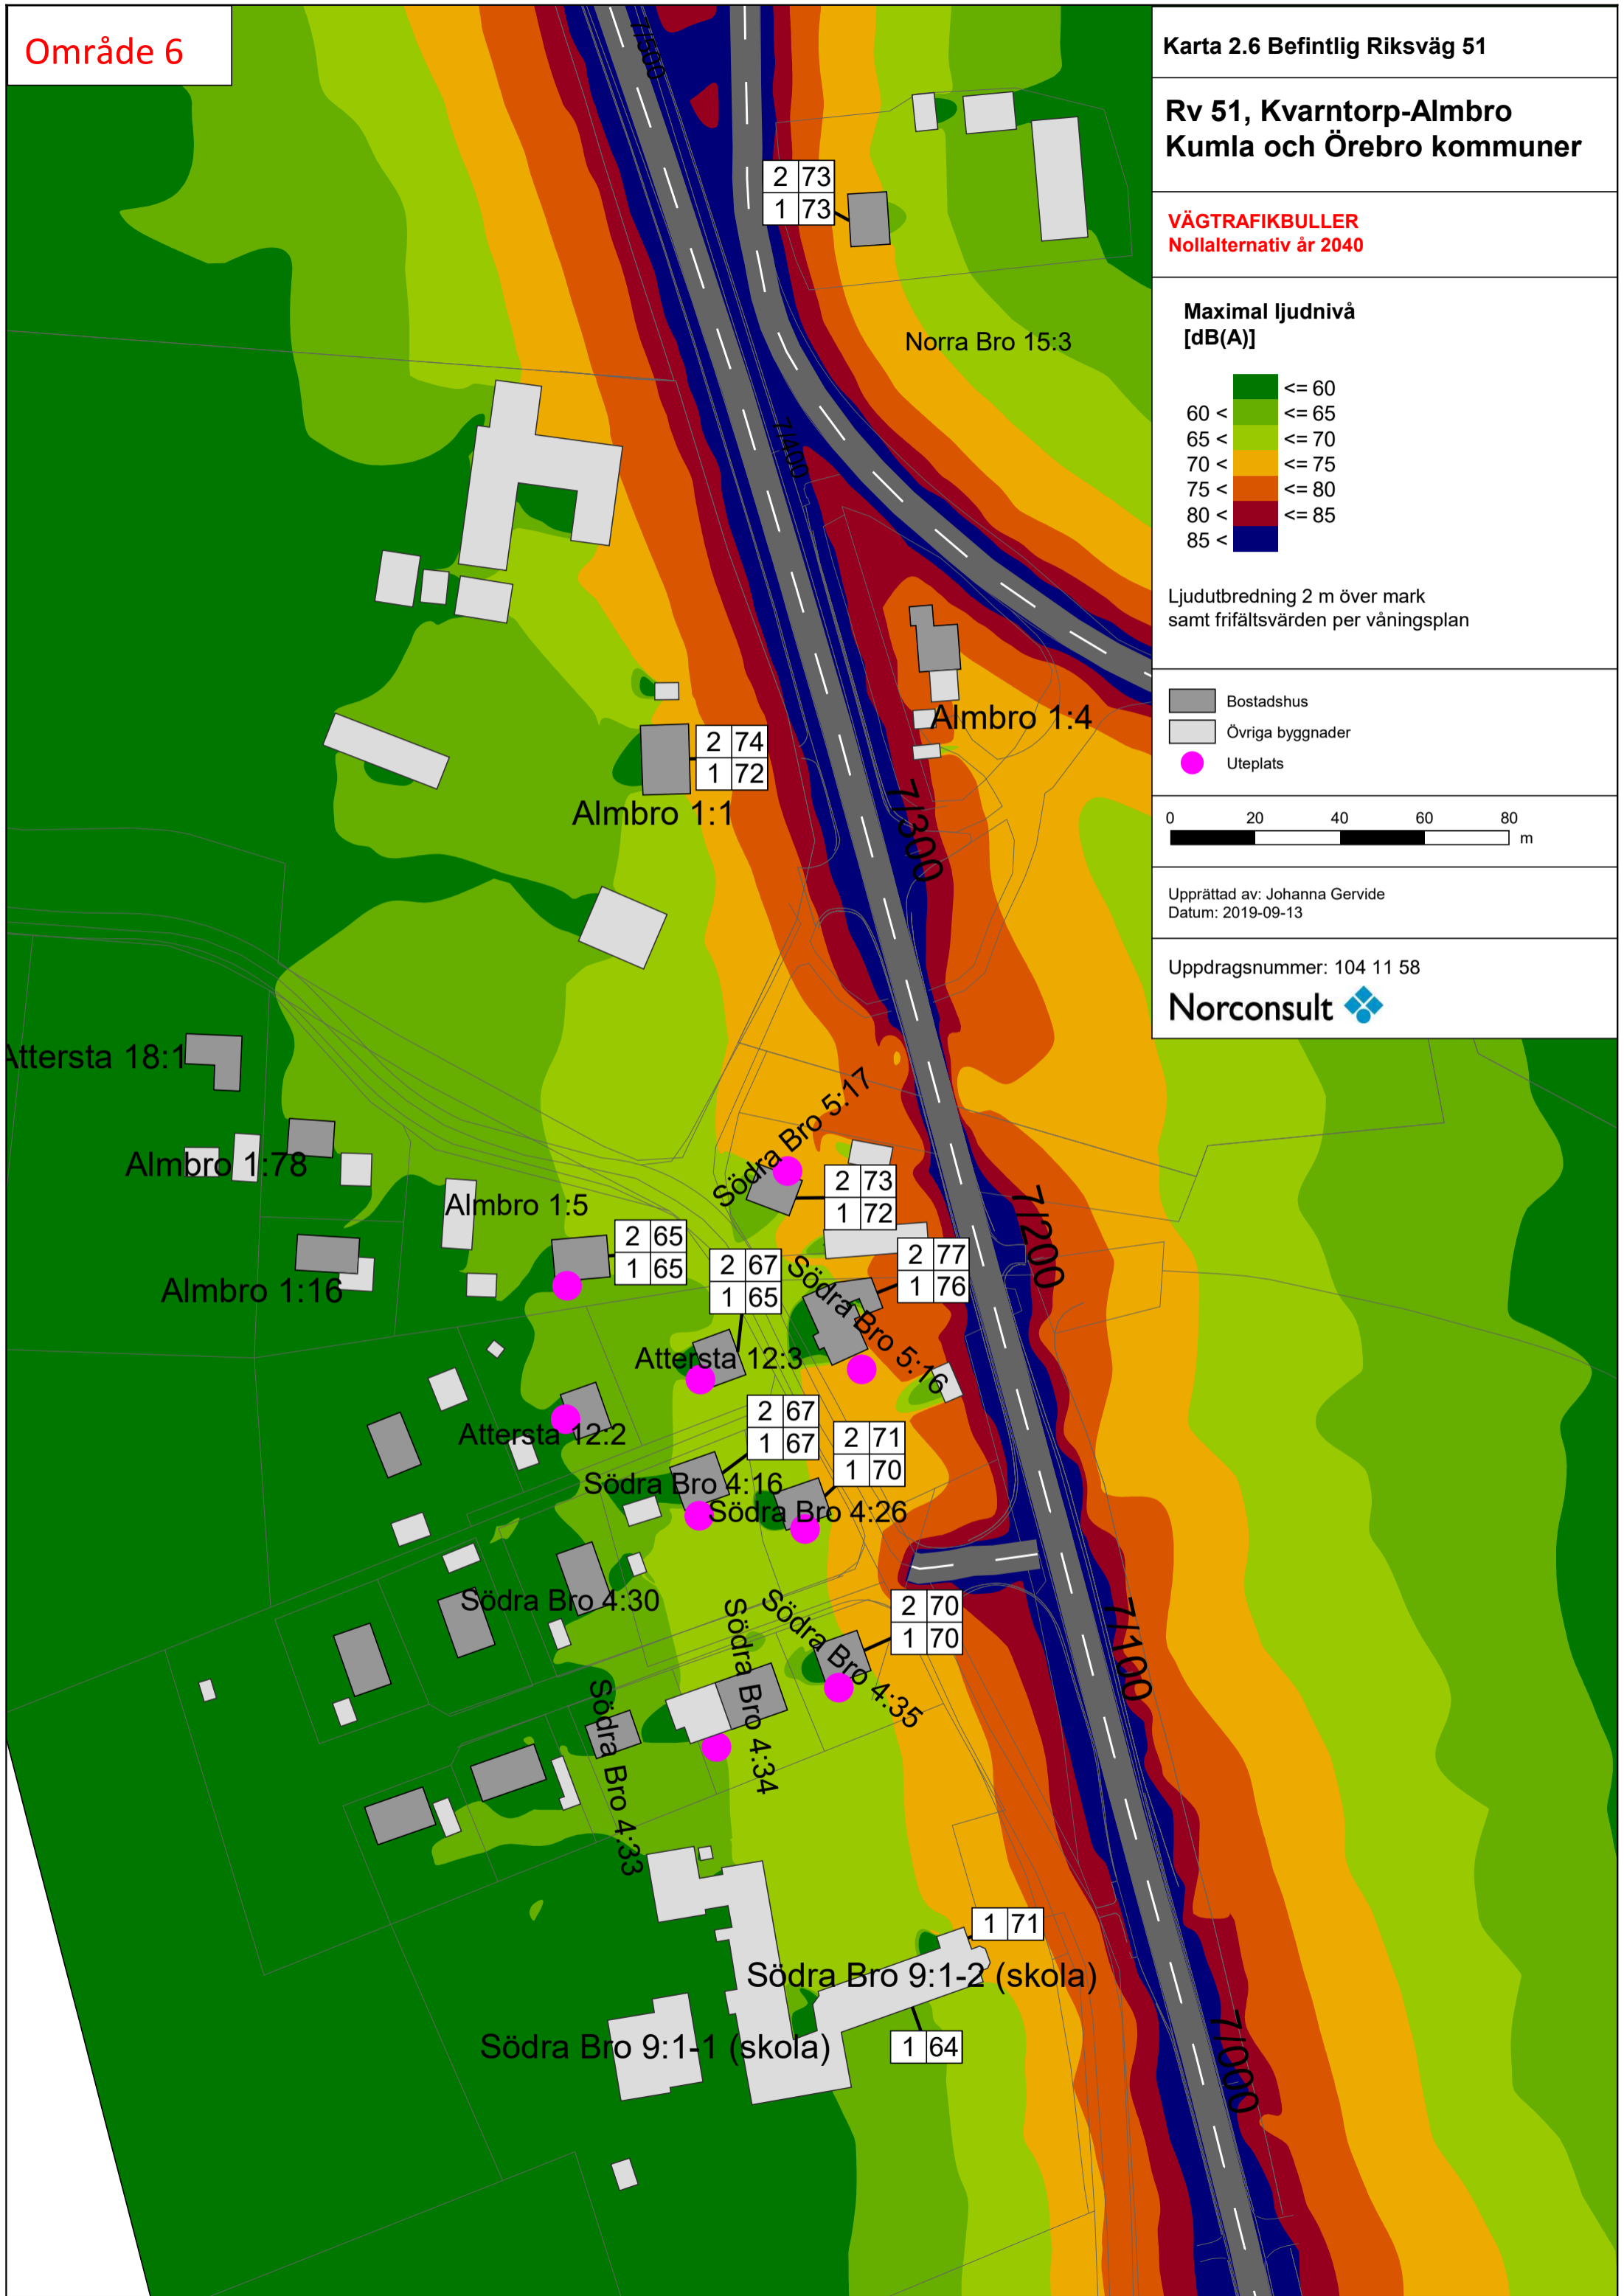 Område 6
Karta 2.6 Befintlig Riksväg 51
Rv 51, Kvarntorp-Almbro
Kumla och Örebro kommuner
VÄGTRAFIKBULLER
Nollalternativ år 2040
Maximal ljudnivå
[dB(A)]
<= 60
60 < <= 65
65 < <= 70
70 < <= 75
75 < <= 80
80 < <= 85
85 <
Ljudutbredning 2 m över mark
samt frifältsvärden per våningsplan
Bostadshus
Övriga byggnader
Uteplats
0 20 40 60 80
m
Upprättad av: Johanna Gervide
Datum: 2019-09-13
Uppdragsnummer: 104 11 58
Norconsult
7/500
2 73
1 73
Norra Bro 15:3
7/400
Almbro 1:4
2 74
1 72
Almbro 1:1
7/300
Attersta 18:1
Södra Bro 5:17
Almbro 1:78
2 73
1 72
Almbro 1:5
7/200
2 65
1 65
2 67
1 65
2 77
1 76
Almbro 1:16
Södra Bro 5:16
Attersta 12:3
2 67
1 67
Attersta 12:2
2 71
1 70
Södra Bro 4:16
Södra Bro 4:26
Södra Bro 4:30
2 70
1 70
7/100
Södra Bro 4:35
Södra Bro 4:34
Södra Bro 4:33
1 71
Södra Bro 9:1-2 (skola)
Södra Bro 9:1-1 (skola)
1 64
7/000